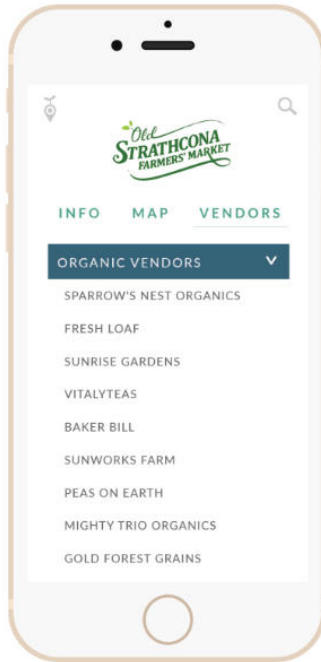 Old
STRATHCONA
FARMERS' MARKET
INFO MAP VENDORS
ORGANIC VENDORS
SPARROW'S NEST ORGANICS
FRESH LOAF
SUNRISE GARDENS
VITALYTEAS
BAKER BILL
SUNWORKS FARM
PEAS ON EARTH
MIGHTY TRIO ORGANICS
GOLD FOREST GRAINS